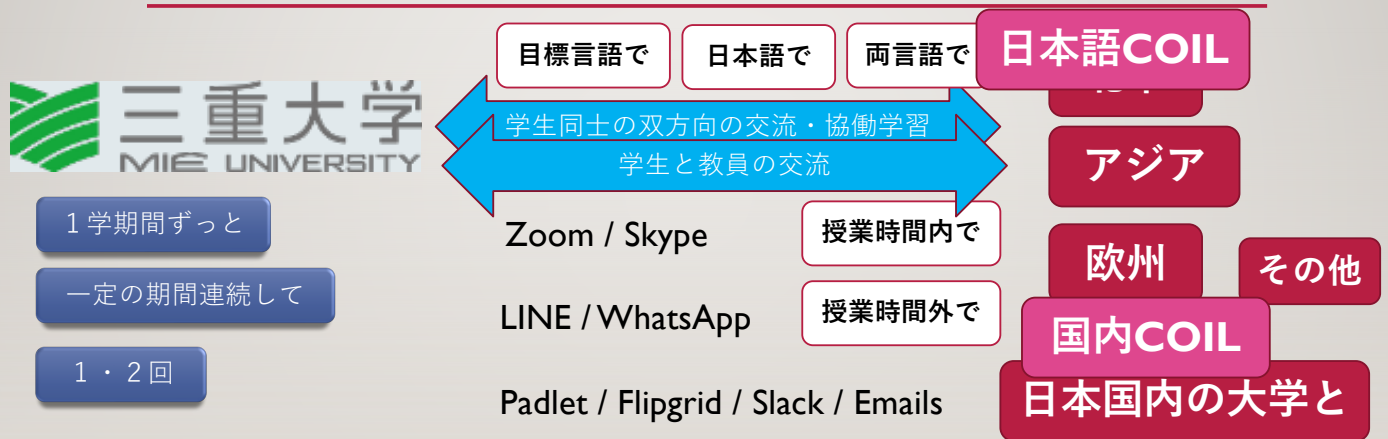 目標言語で
日本語で
両言語で
日本語COIL
三重大学
MIE UNIVERSITY
学生同士の双方向の交流・協働学習
学生と教員の交流
アジア
1学期間ずっと
Zoom / Skype
授業時間内で
欧州
その他
一定の期間連続して
LINE / WhatsApp
授業時間外で
国内COIL
1・2回
Padlet / Flipgrid / Slack / Emails
日本国内の大学と